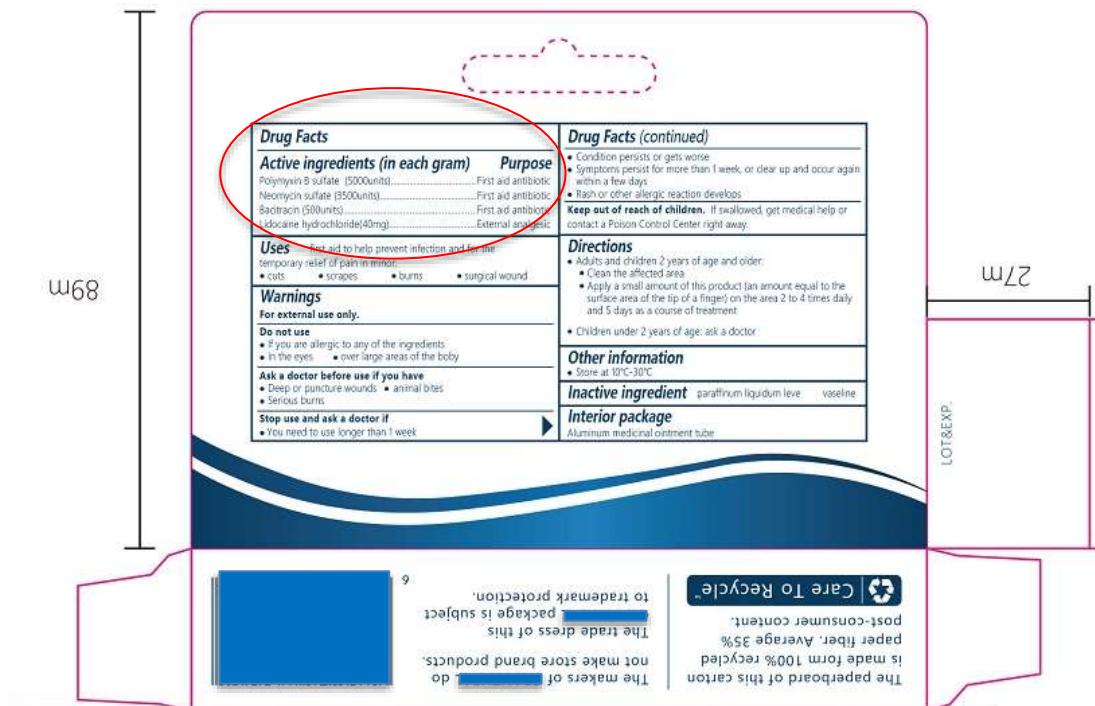 89m
Drug Facts
Active ingredients (in each gram) Purpose
Polymyxin B sulfate (5000units)..........First aid antibiotic
Neomycin sulfate (3500units)..........First aid antibiotic
Bacitracin (500units)..........First aid antibiotic
Lidocaine hydrochloride(40mg)..........External analgesic
Uses first aid to help prevent infection and for the
temporary relief of pain in minor:
• cuts • scrapes • burns • surgical wound
Warnings
For external use only.
Do not use
• If you are allergic to any of the ingredients
• In the eyes • over large areas of the boby
Ask a doctor before use if you have
• Deep or puncture wounds • animal bites
• Serious burns
Stop use and ask a doctor if
• You need to use longer than 1 week
Drug Facts (continued)
• Condition persists or gets worse
• Symptoms persist for more than 1 week, or clear up and occur again
within a few days
• Rash or other allergic reaction develops
Keep out of reach of children. If swallowed, get medical help or
contact a Poison Control Center right away.
Directions
• Adults and children 2 years of age and older:
• Clean the affected area
• Apply a small amount of this product (an amount equal to the
surface area of the tip of a finger) on the area 2 to 4 times daily
and 5 days as a course of treatment
• Children under 2 years of age: ask a doctor
Other information
• Store at 10°C-30°C
Inactive ingredient paraffinum liquidum leve vaseline
Interior package
Aluminum medicinal ointment tube
27m
LOT&EXP.
The paperboard of this carton
is made form 100% recycled
paper fiber. Average 35%
post-consumer content.
Care To Recycle™
The makers of do
not make store brand products.
The trade dress of this
package is subject
to trademark protection.